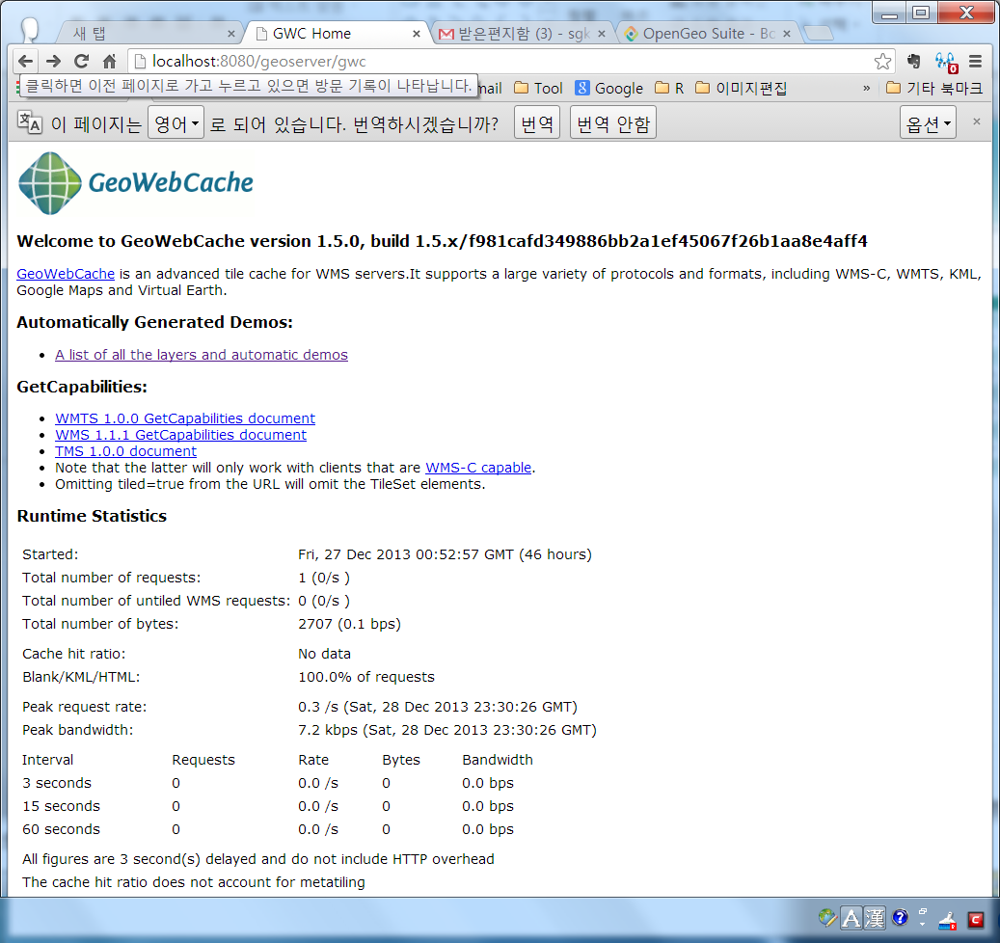 새 탭
GWC Home
받은편지함 (3) - sgk
OpenGeo Suite - Bo
localhost:8080/geoserver/gwc
클릭하면 이전 페이지로 가고 누르고 있으면 방문 기록이 나타납니다.
mail
Tool
Google
R
이미지편집
»
기타 북마크
이 페이지는 영어 로 되어 있습니다. 번역하시겠습니까? 번역 번역 안함 옵션
GeoWebCache
Welcome to GeoWebCache version 1.5.0, build 1.5.x/f981cafd349886bb2a1ef45067f26b1aa8e4aff4
GeoWebCache is an advanced tile cache for WMS servers.It supports a large variety of protocols and formats, including WMS-C, WMTS, KML,
Google Maps and Virtual Earth.
Automatically Generated Demos:
• A list of all the layers and automatic demos
GetCapabilities:
• WMTS 1.0.0 GetCapabilities document
• WMS 1.1.1 GetCapabilities document
• TMS 1.0.0 document
• Note that the latter will only work with clients that are WMS-C capable.
• Omitting tiled=true from the URL will omit the TileSet elements.
Runtime Statistics
Started: Fri, 27 Dec 2013 00:52:57 GMT (46 hours)
Total number of requests: 1 (0/s )
Total number of untiled WMS requests: 0 (0/s )
Total number of bytes: 2707 (0.1 bps)
Cache hit ratio: No data
Blank/KML/HTML: 100.0% of requests
Peak request rate: 0.3 /s (Sat, 28 Dec 2013 23:30:26 GMT)
Peak bandwidth: 7.2 kbps (Sat, 28 Dec 2013 23:30:26 GMT)
Interval Requests Rate Bytes Bandwidth
3 seconds 0 0.0 /s 0 0.0 bps
15 seconds 0 0.0 /s 0 0.0 bps
60 seconds 0 0.0 /s 0 0.0 bps
All figures are 3 second(s) delayed and do not include HTTP overhead
The cache hit ratio does not account for metatiling
A 漢 ?